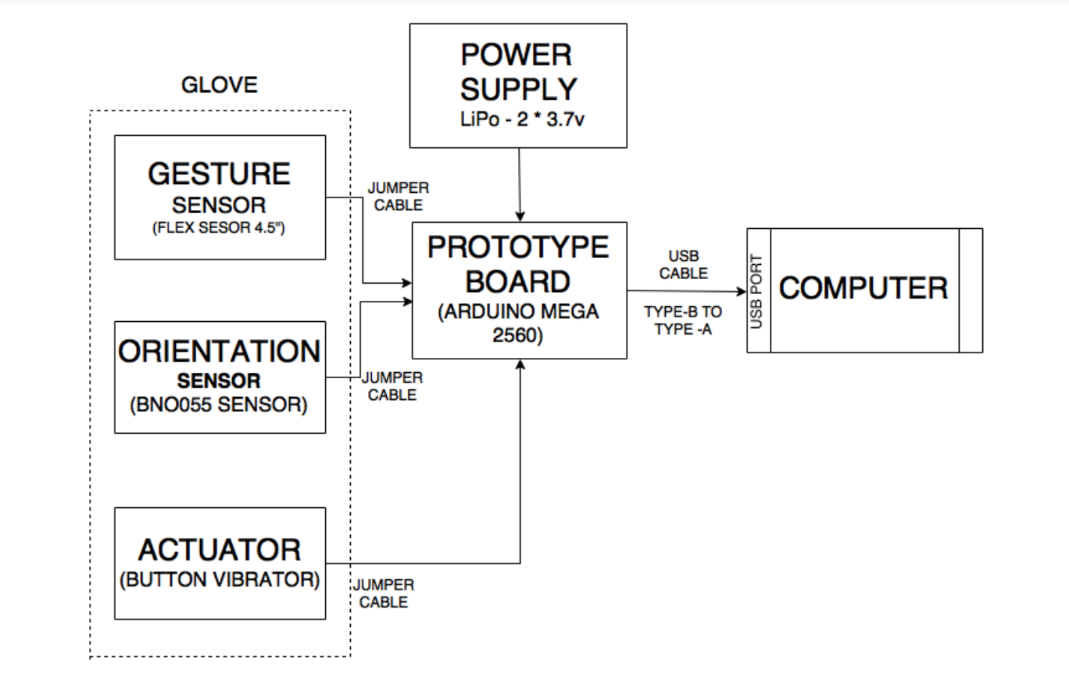 POWER
SUPPLY
LiPo - 2 * 3.7v
GLOVE
GESTURE
SENSOR
(FLEX SESOR 4.5")
JUMPER
CABLE
PROTOTYPE
BOARD
(ARDUINO MEGA
2560)
USB
CABLE
TYPE-B TO
TYPE -A
USB PORT
COMPUTER
ORIENTATION
SENSOR
(BNO055 SENSOR)
JUMPER
CABLE
ACTUATOR
(BUTTON VIBRATOR)
JUMPER
CABLE